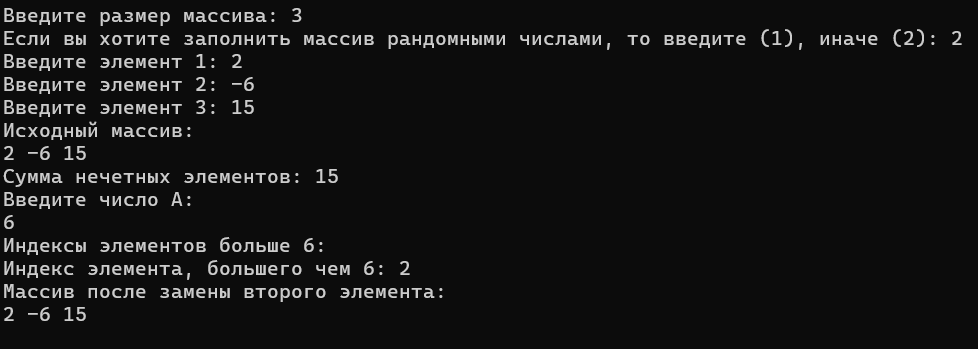 Введите размер массива: 3
Если вы хотите заполнить массив рандомными числами, то введите (1), иначе (2): 2
Введите элемент 1: 2
Введите элемент 2: -6
Введите элемент 3: 15
Исходный массив:
2 -6 15
Сумма нечетных элементов: 15
Введите число A:
6
Индексы элементов больше 6:
Индекс элемента, большего чем 6: 2
Массив после замены второго элемента:
2 -6 15